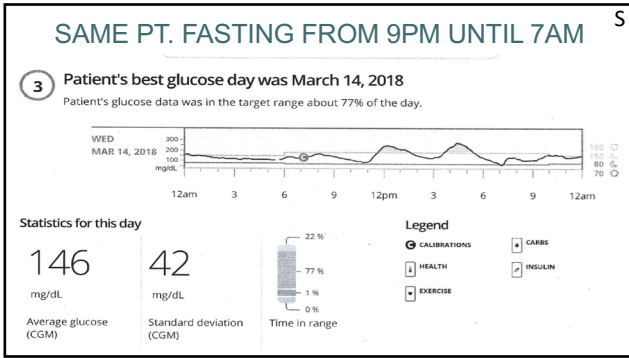 SAME PT. FASTING FROM 9PM UNTIL 7AM
S
3
Patient's best glucose day was March 14, 2018
Patient's glucose data was in the target range about 77% of the day.
WED
MAR 14, 2018
300
200
100
mg/dL
180
150
80
70
12am 3 6 9 12pm 3 6 9 12am
Statistics for this day
146
mg/dL
Average glucose
(CGM)
42
mg/dL
Standard deviation
(CGM)
22 %
77 %
1 %
0 %
Time in range
Legend
C CALIBRATIONS
CARBS
HEALTH
INSULIN
EXERCISE